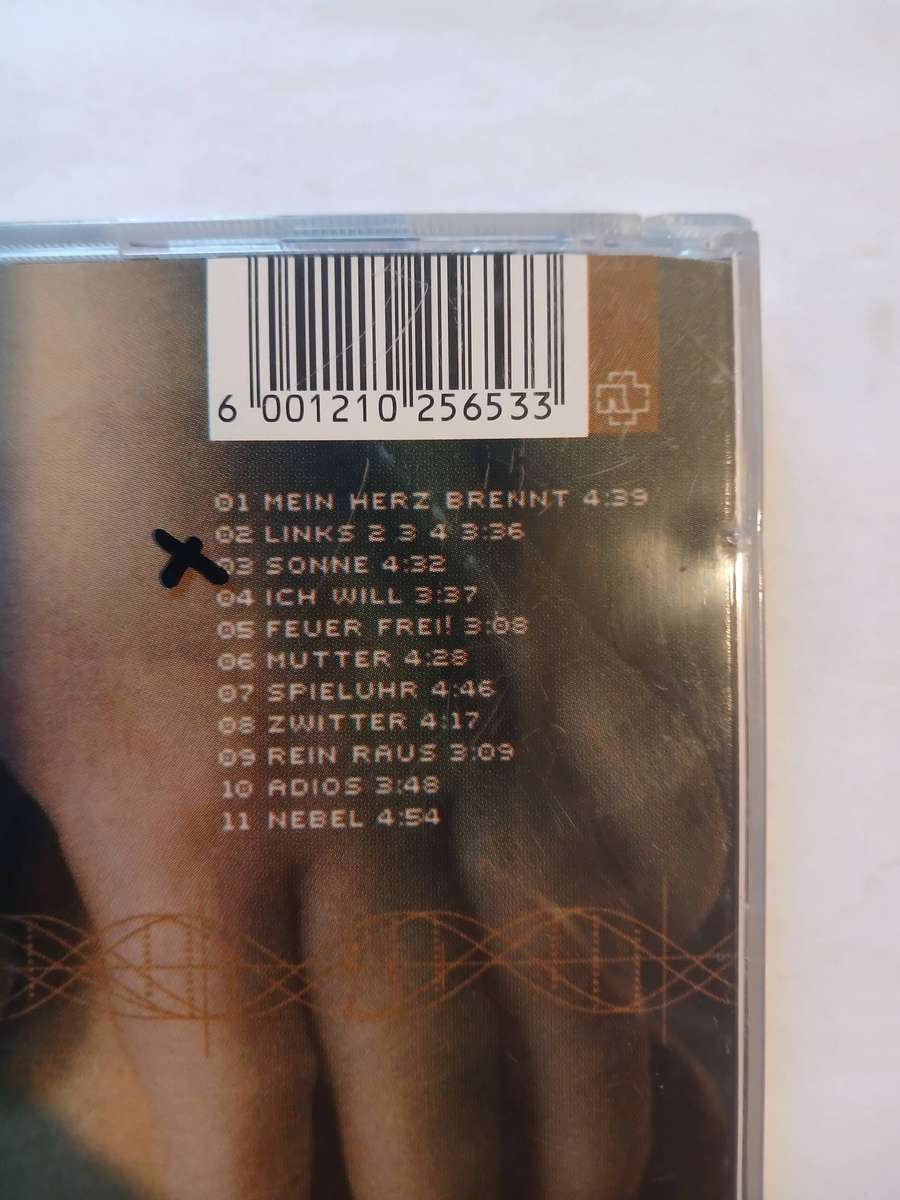 6 001210 256533
01 MEIN HERZ BRENNT 4:39
02 LINKS 2 3 4 3:36
03 SONNE 4:32
04 ICH WILL 3:37
05 FEUER FREI! 3:08
06 MUTTER 4:28
07 SPIELUHR 4:46
08 ZWITTER 4:17
09 REIN RAUS 3:09
10 ADIOS 3:48
11 NEBEL 4:54